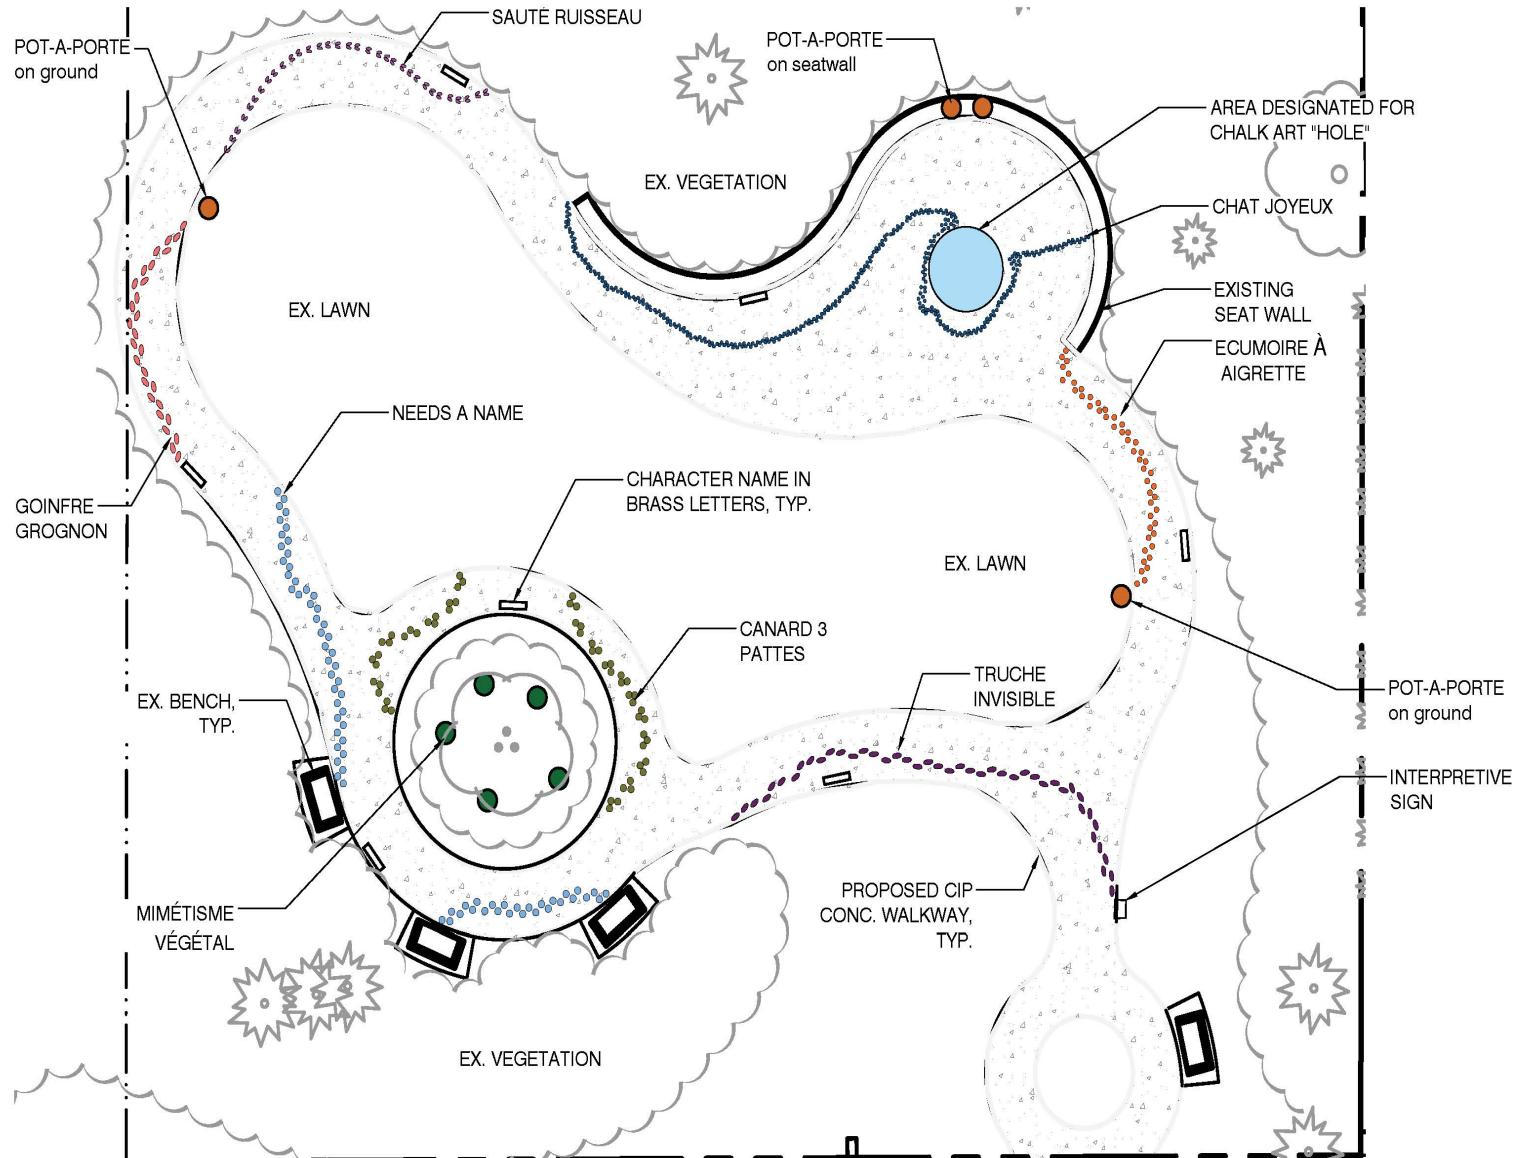 SAUTÉ RUISSEAU
POT-A-PORTE
on ground
POT-A-PORTE
on seatwall
AREA DESIGNATED FOR
CHALK ART "HOLE"
EX. VEGETATION
CHAT JOYEUX
EX. LAWN
EXISTING
SEAT WALL
ECUMOIRE À
AIGRETTE
NEEDS A NAME
CHARACTER NAME IN
BRASS LETTERS, TYP.
GOINFRE
GROGNON
EX. LAWN
CANARD 3
PATTES
TRUCHE
INVISIBLE
EX. BENCH,
TYP.
POT-A-PORTE
on ground
INTERPRETIVE
SIGN
PROPOSED CIP
CONC. WALKWAY,
TYP.
MIMÉTISME
VÉGÉTAL
EX. VEGETATION